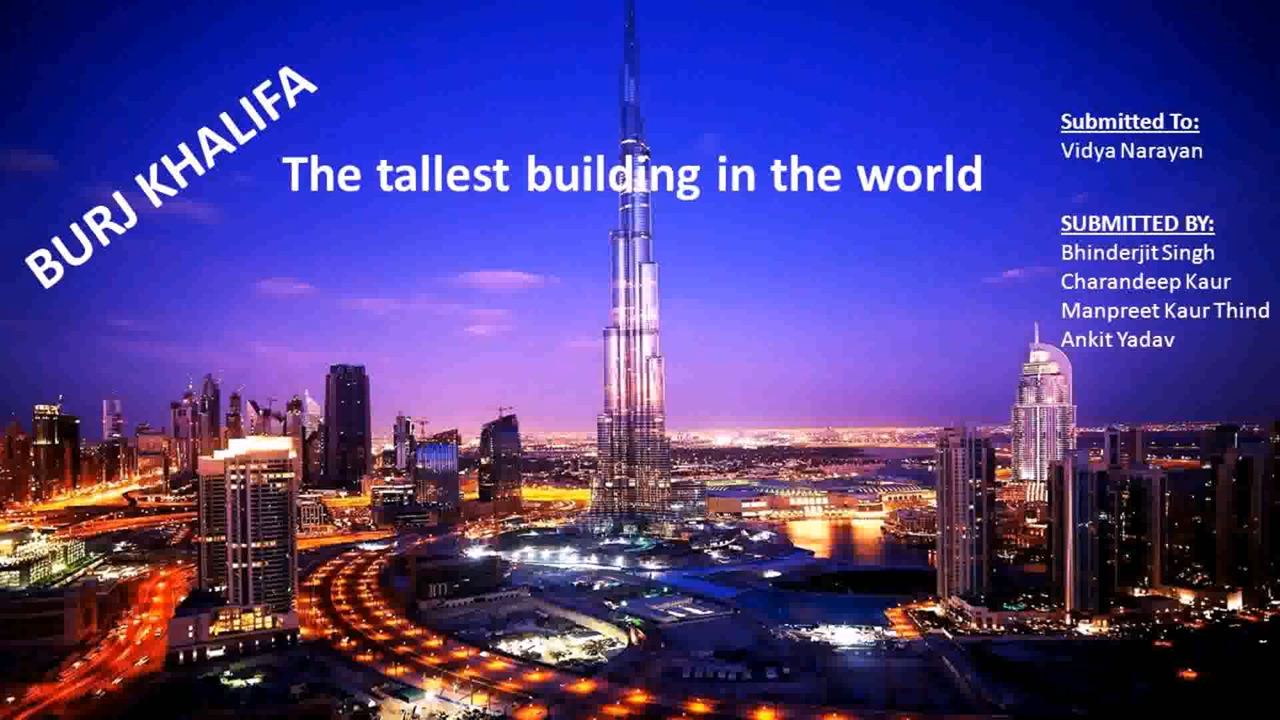 BURJ KHALIFA
The tallest building in the world
Submitted To:
Vidya Narayan
SUBMITTED BY:
Bhinderjit Singh
Charandeep Kaur
Manpreet Kaur Thind
Ankit Yadav